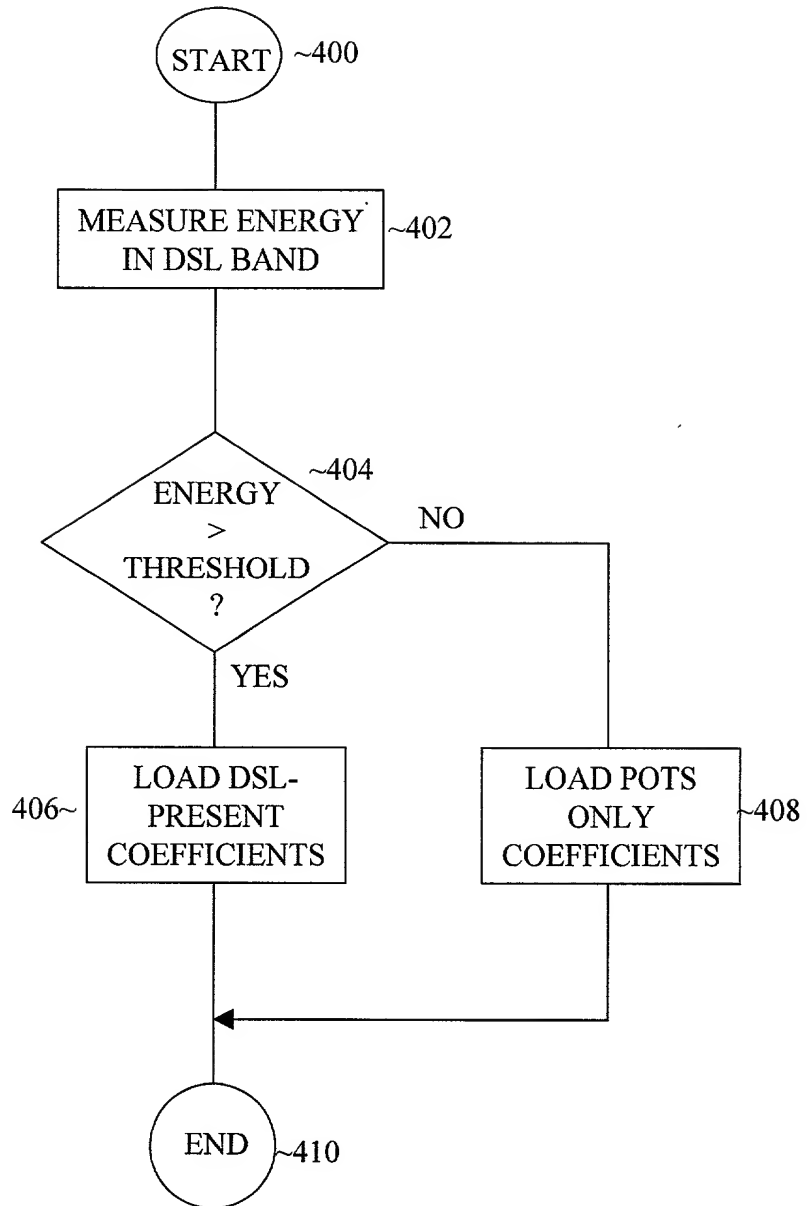 START ~400
MEASURE ENERGY ~402
IN DSL BAND
~404
ENERGY
>
THRESHOLD
?
NO
YES
406~
LOAD DSL-
PRESENT
COEFFICIENTS
LOAD POTS
ONLY
COEFFICIENTS
~408
END ~410